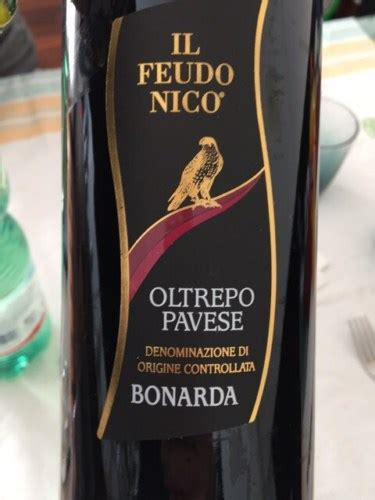 IL
FEUDO
NICO®
OLTREPO
PAVESE
DENOMINAZIONE DI
ORIGINE CONTROLLATA
BONARDA